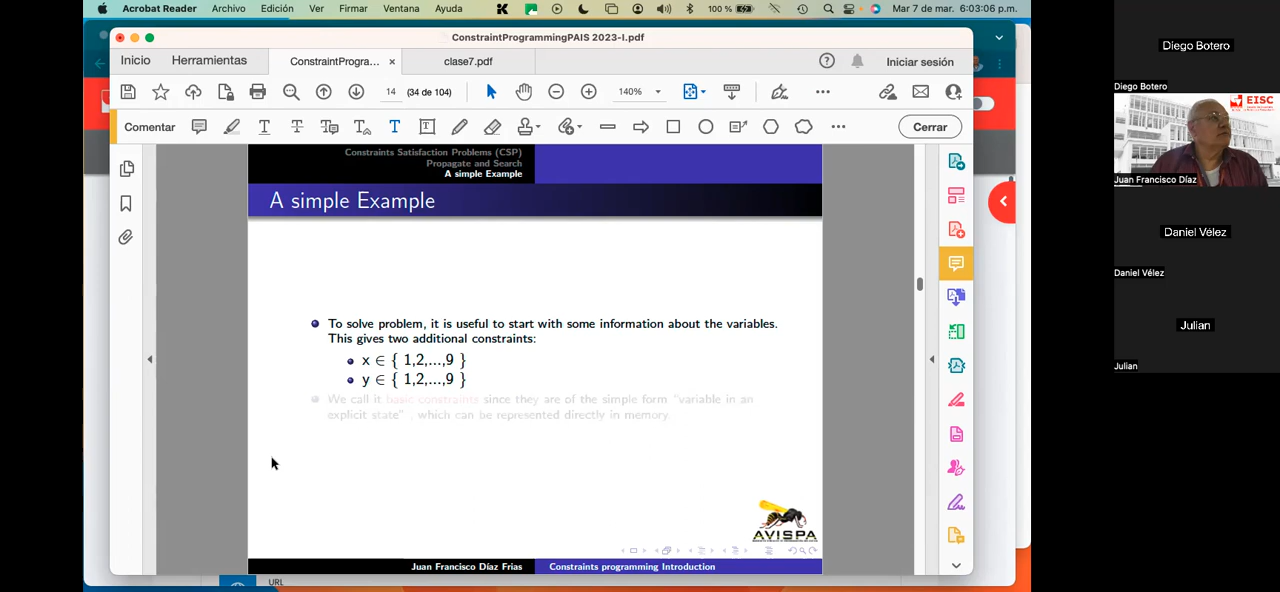 Acrobat Reader Archivo Edición Ver Firmar Ventana Ayuda 100 % Mar 7 de mar. 6:03:06 p.m.
ConstraintProgrammingPAIS 2023-I.pdf
Inicio Herramientas ConstraintProgra... × clase7.pdf Iniciar sesión
14 (34 de 104) 140%
Comentar Cerrar
Constraints Satisfaction Problems (CSP)
Propagate and Search
A simple Example
A simple Example
To solve problem, it is useful to start with some information about the variables.
This gives two additional constraints:
x ∈ { 1,2,...,9 }
y ∈ { 1,2,...,9 }
We call it basic constraints since they are of the simple form "variable in an
explicit state" , which can be represented directly in memory.
AVISPA
Juan Francisco Díaz Frias Constraints programming Introduction
URL
Diego Botero
Diego Botero
EISC
Juan Francisco Díaz
Daniel Vélez
Daniel Vélez
Julian
Julian